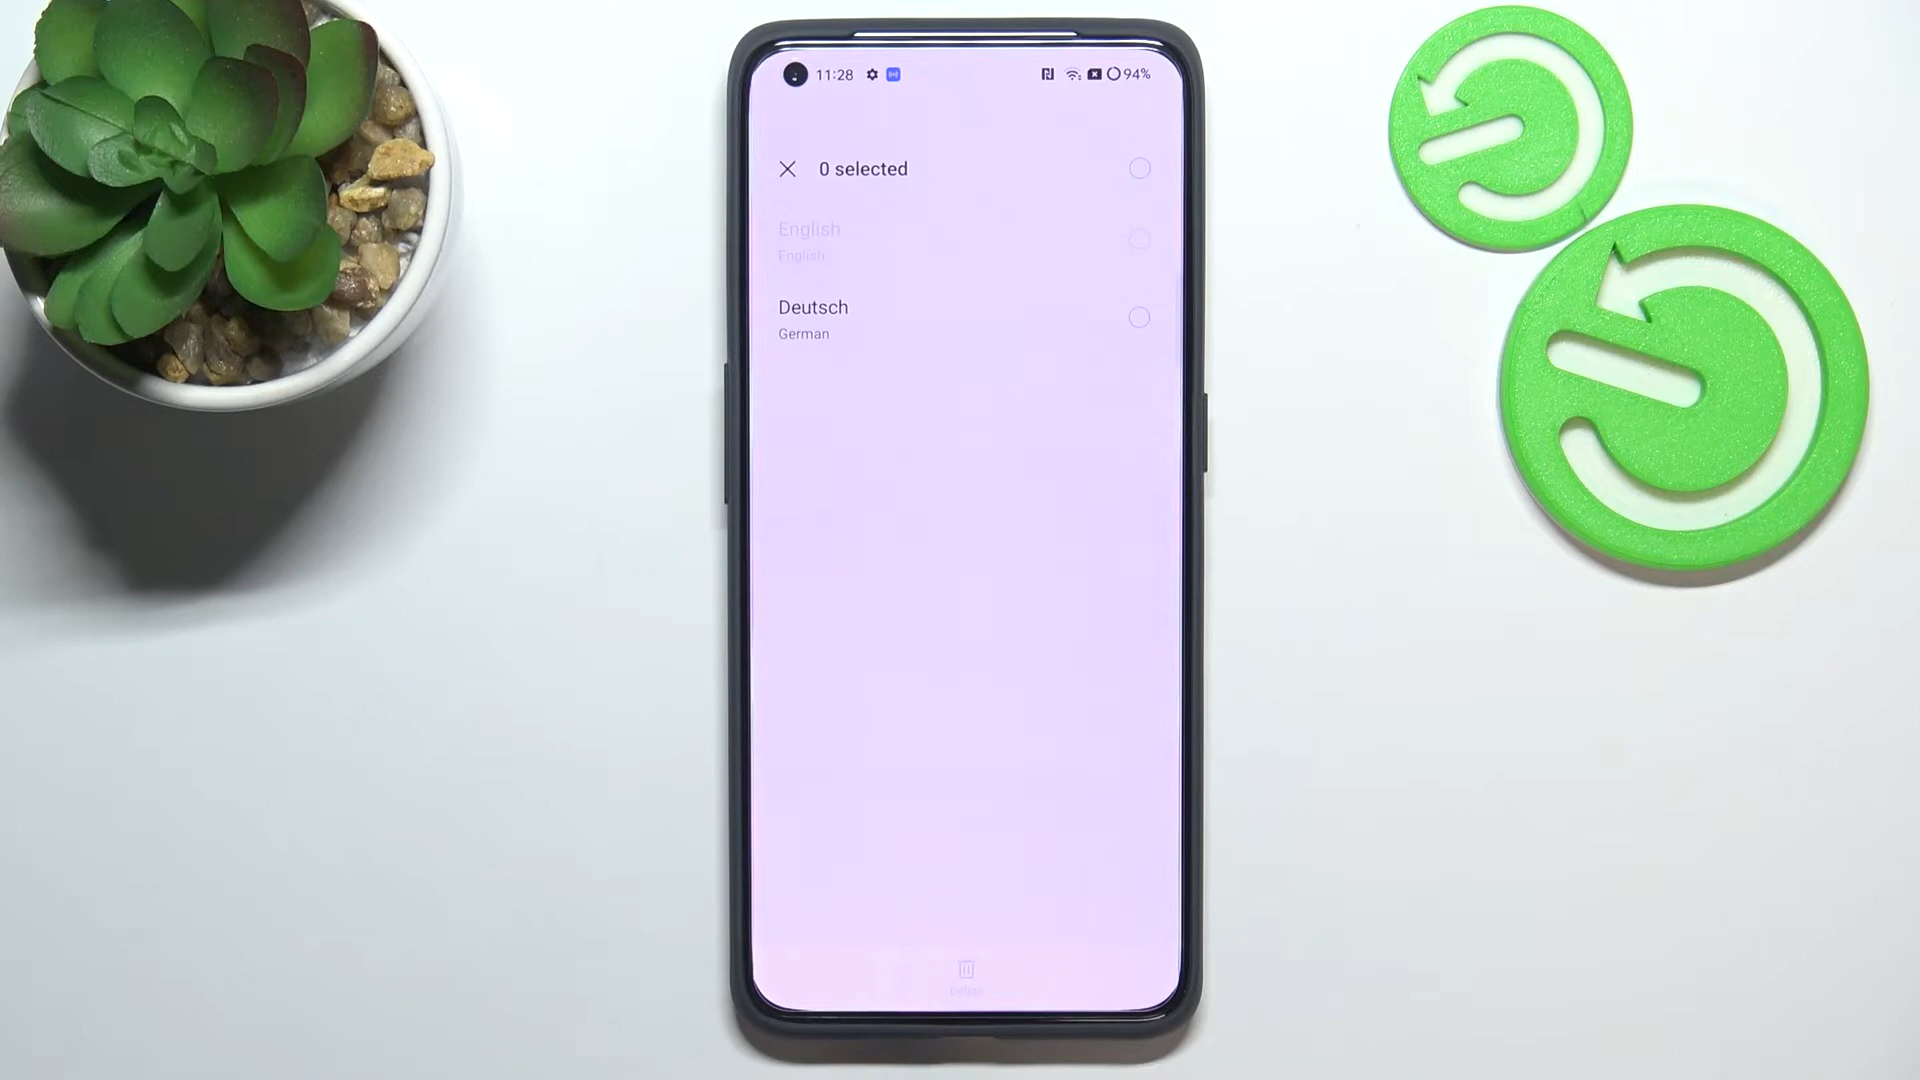 11:28 94%
0 selected
English
English
Deutsch
German
Delete